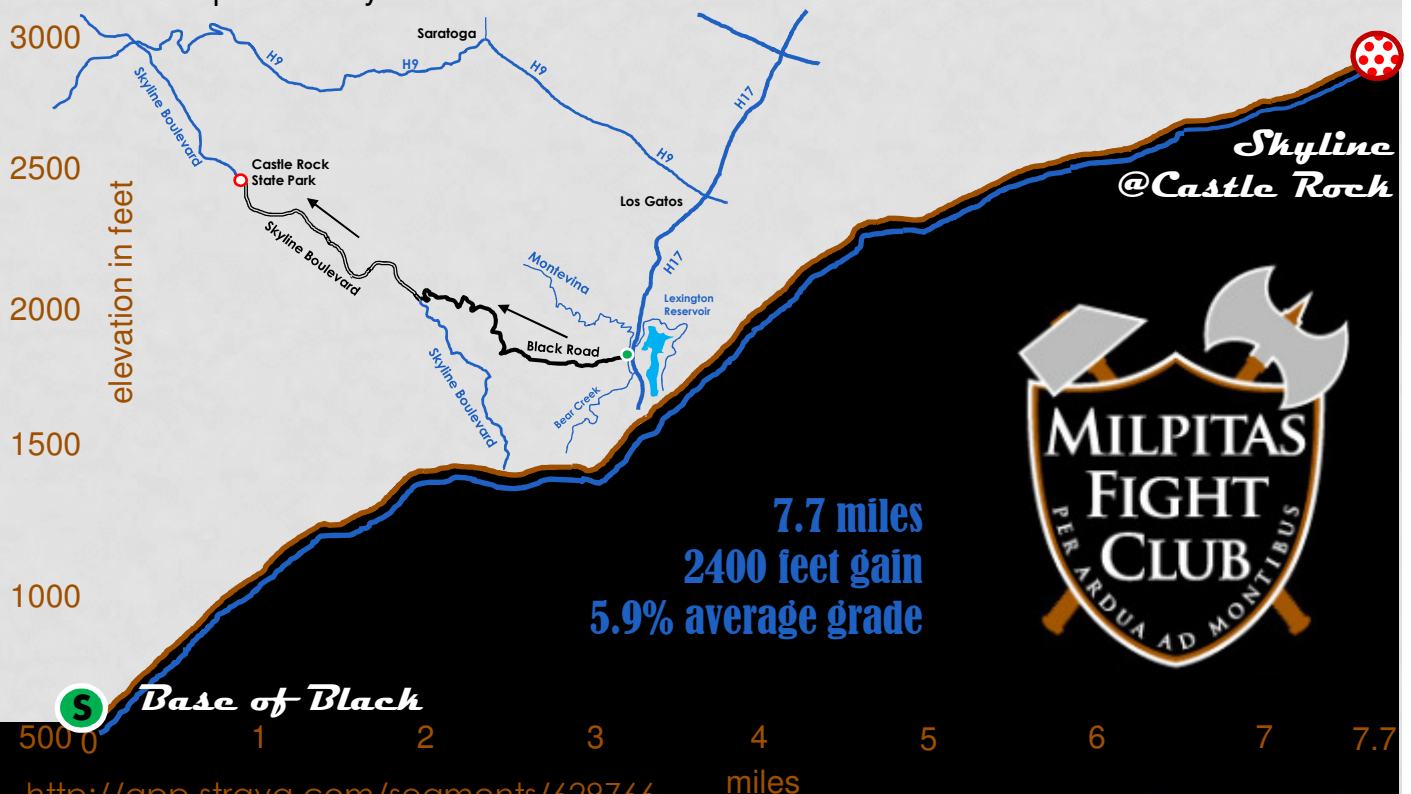 3000
2500
2000
1500
1000
500
elevation in feet
Saratoga
H9
H9
H9
H9
H17
H17
Skyline Boulevard
Castle Rock
State Park
Skyline Boulevard
Los Gatos
Montevina
Lexington
Reservoir
Black Road
Bear Creek
Skyline Boulevard
Skyline
@Castle Rock
MILPITAS
FIGHT
CLUB
PER ARDUA AD MONTIBUS
7.7 miles
2400 feet gain
5.9% average grade
S
Base of Black
0 1 2 3 4 5 6 7 7.7
miles